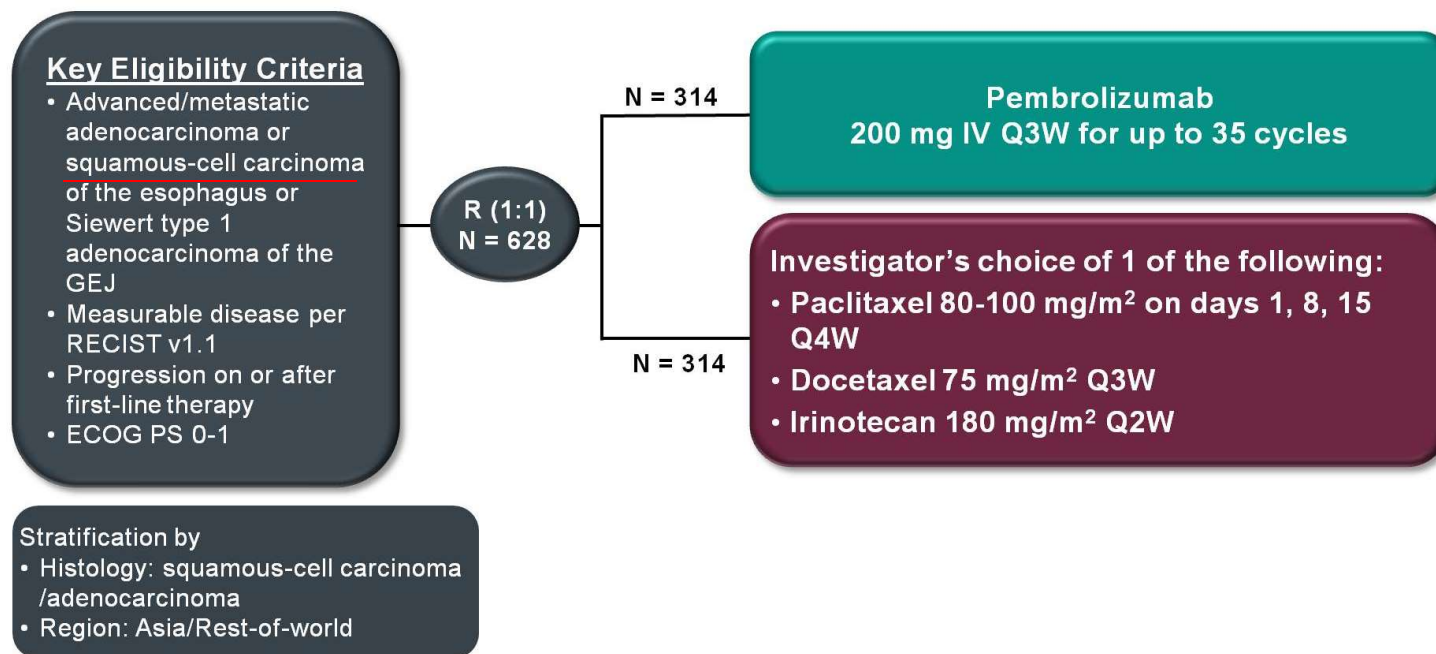 Key Eligibility Criteria
• Advanced/metastatic
adenocarcinoma or
squamous-cell carcinoma
of the esophagus or
Siewert type 1
adenocarcinoma of the
GEJ
• Measurable disease per
RECIST v1.1
• Progression on or after
first-line therapy
• ECOG PS 0-1
R (1:1)
N = 628
N = 314
Pembrolizumab
200 mg IV Q3W for up to 35 cycles
N = 314
Investigator’s choice of 1 of the following:
• Paclitaxel 80-100 mg/m² on days 1, 8, 15
Q4W
• Docetaxel 75 mg/m² Q3W
• Irinotecan 180 mg/m² Q2W
Stratification by
• Histology: squamous-cell carcinoma
/adenocarcinoma
• Region: Asia/Rest-of-world